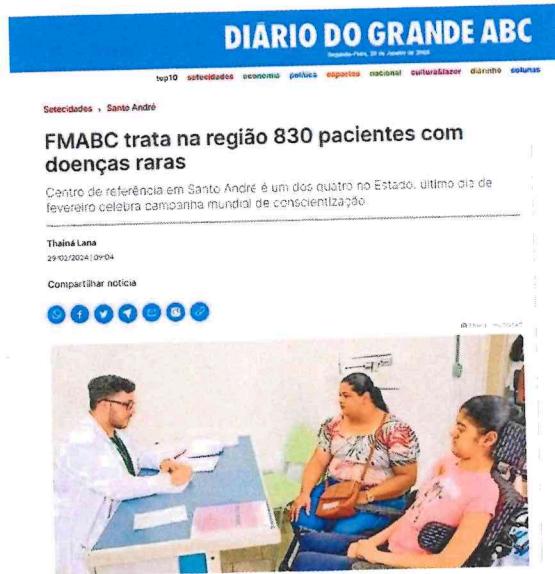 DIÁRIO DO GRANDE ABC
top10 setecidades economia política esportes nacional cultura&lazer diarinho colunas
Setecidades , Santo André
FMABC trata na região 830 pacientes com
doenças raras
Centro de referência em Santo André é um dos quatro no Estado; último dia de
fevereiro celebra campanha mundial de conscientização
Thainá Lana
29/02/2024 | 09:04
Compartilhar notícia